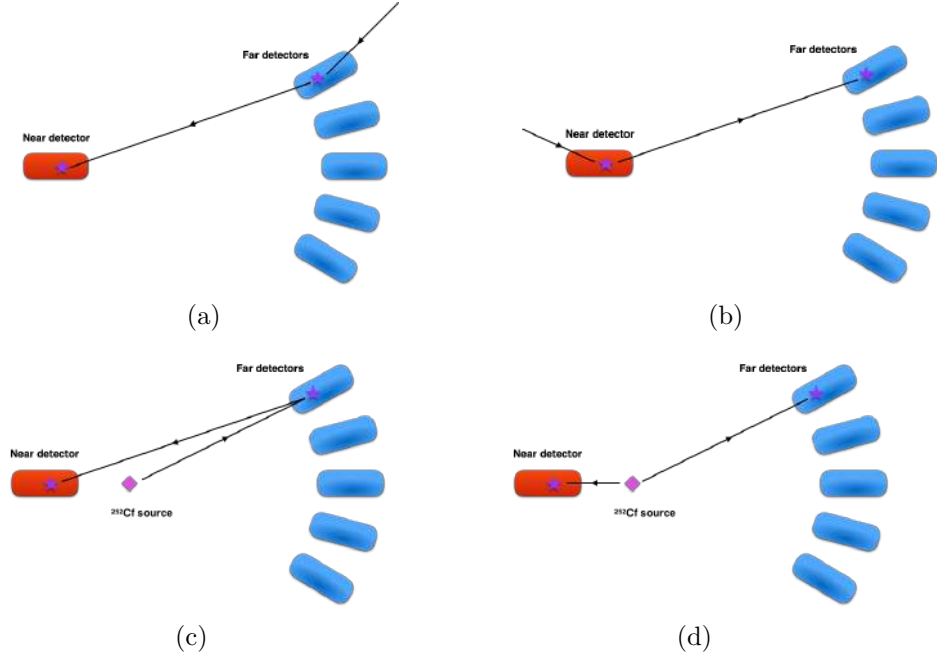 Far detectors
Near detector
(a)
Far detectors
Near detector
(b)
Far detectors
Near detector
²⁵²Cf source
(c)
Far detectors
Near detector
²⁵²Cf source
(d)